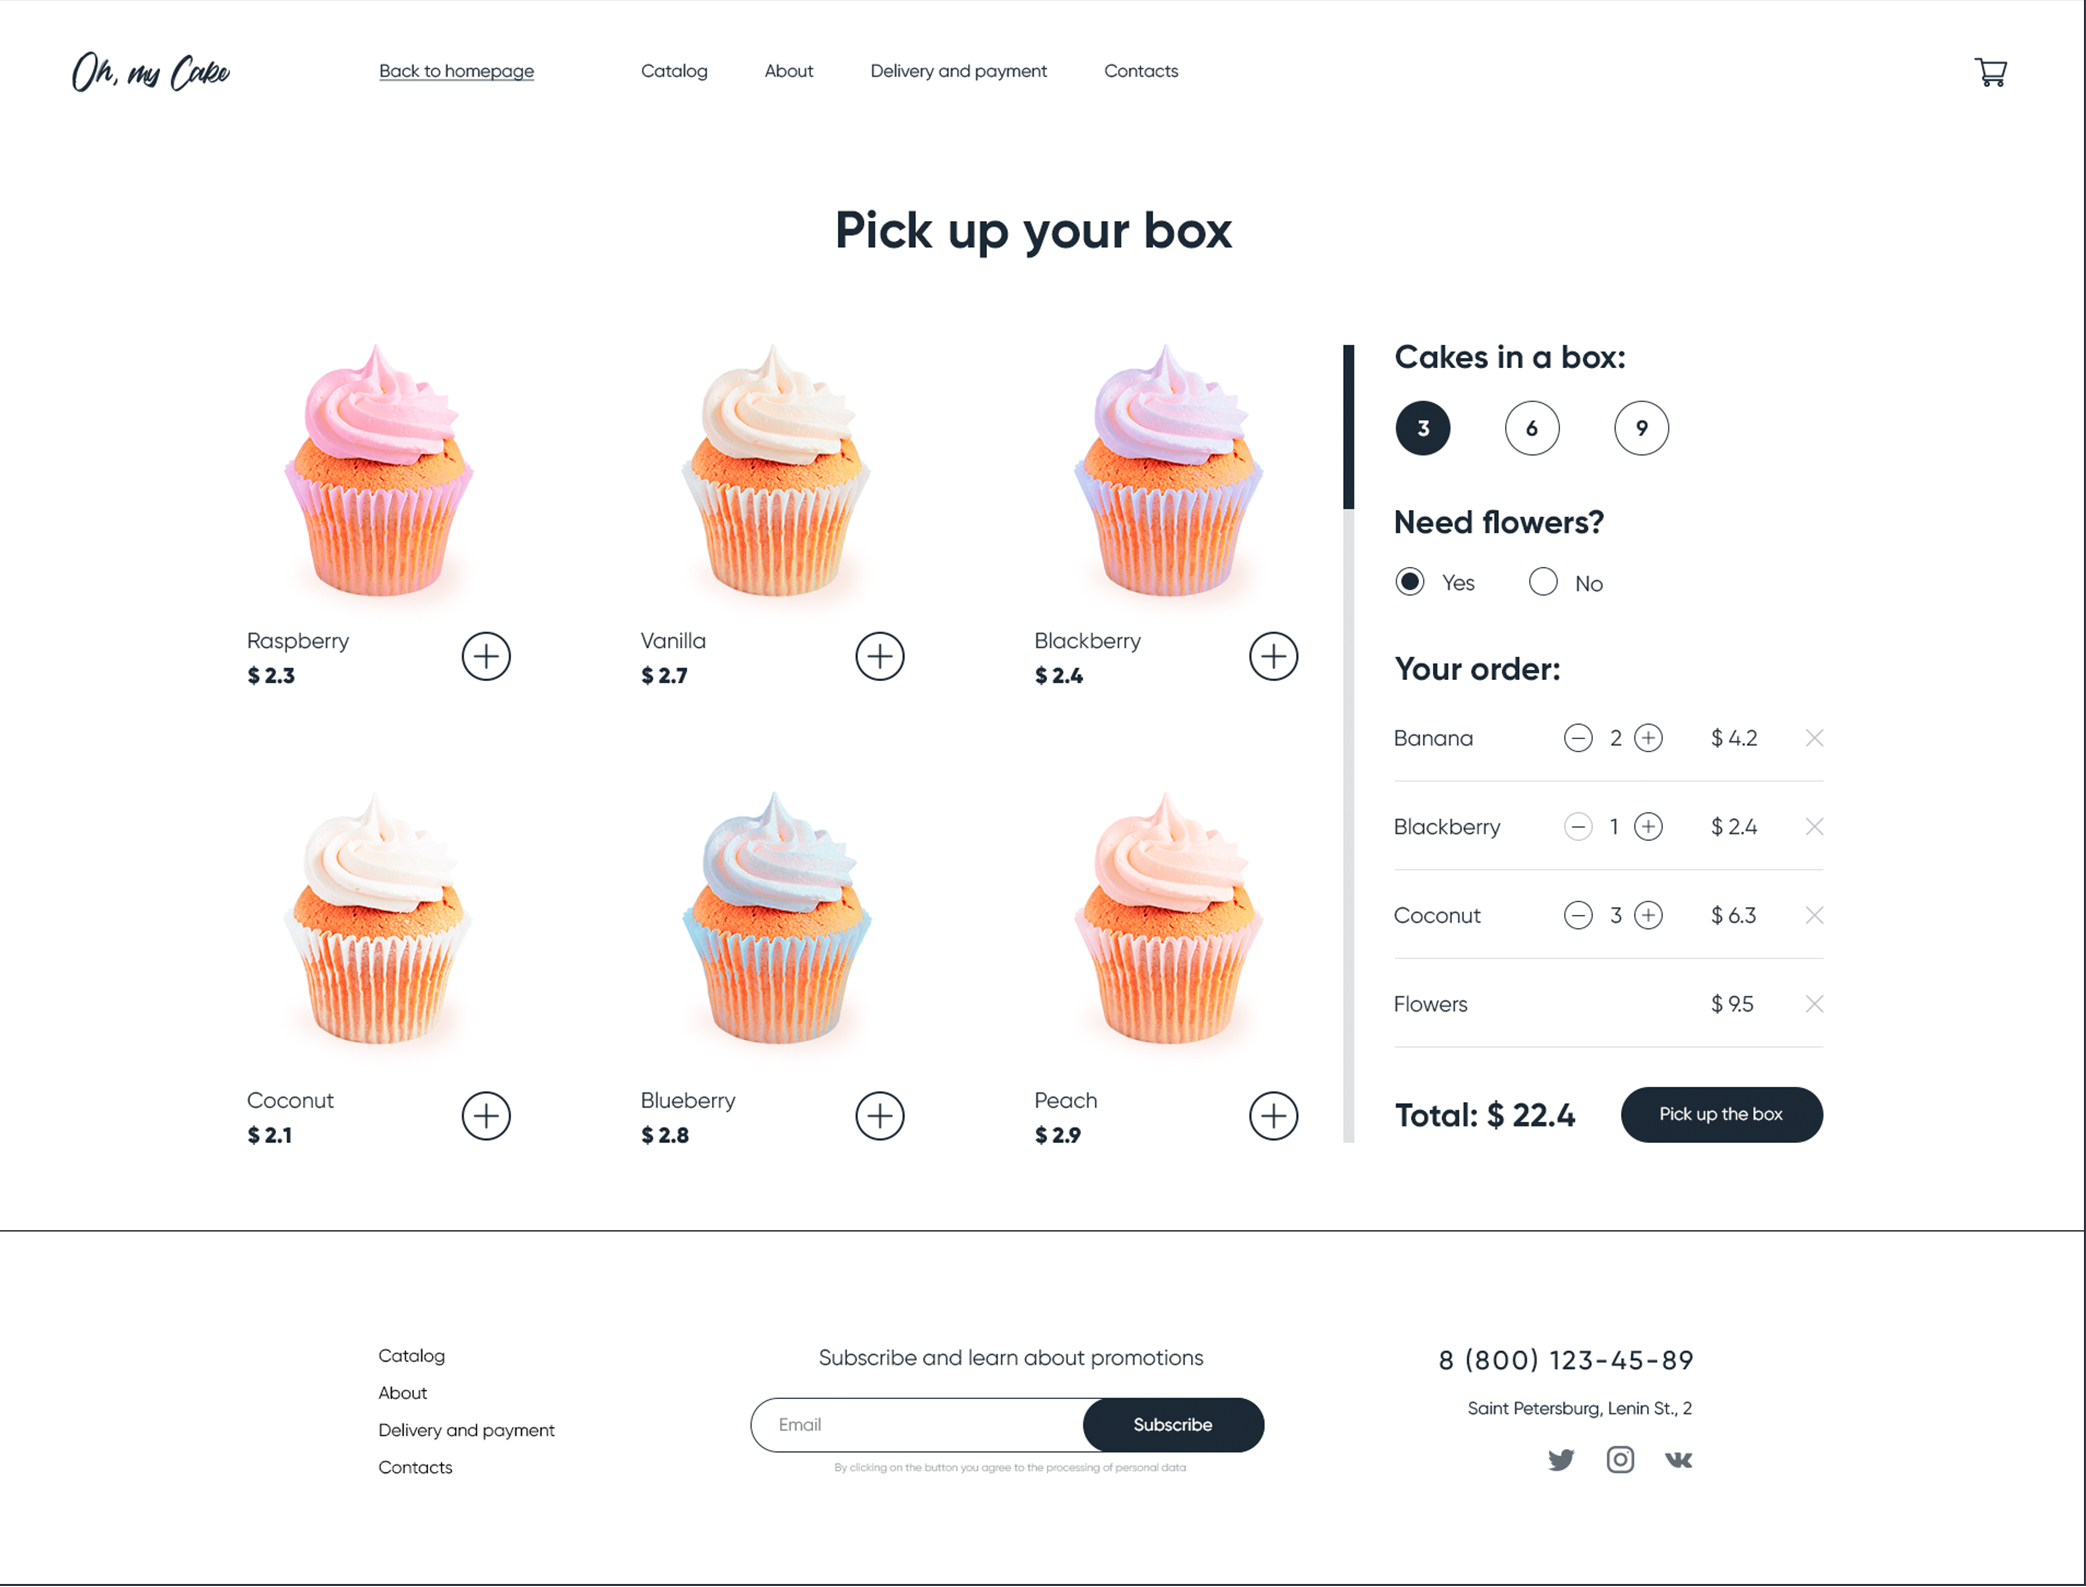 Oh, my Cake
Back to homepage
Catalog
About
Delivery and payment
Contacts
Pick up your box
Raspberry
$ 2.3
Vanilla
$ 2.7
Blackberry
$ 2.4
Coconut
$ 2.1
Blueberry
$ 2.8
Peach
$ 2.9
Cakes in a box:
3 6 9
Need flowers?
Yes No
Your order:
Banana 2 $ 4.2
Blackberry 1 $ 2.4
Coconut 3 $ 6.3
Flowers $ 9.5
Total: $ 22.4
Pick up the box
Catalog
About
Delivery and payment
Contacts
Subscribe and learn about promotions
Email
Subscribe
By clicking on the button you agree to the processing of personal data
8 (800) 123-45-89
Saint Petersburg, Lenin St., 2